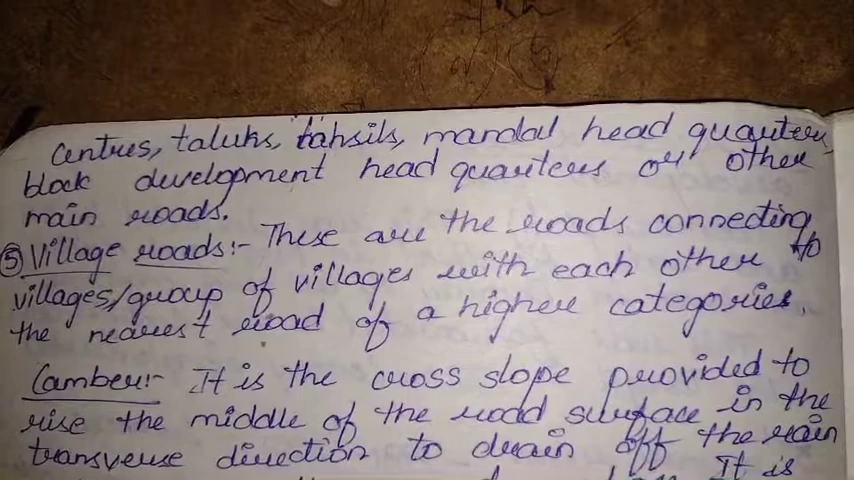 Centres, taluks, tahsils, mandal head quarters,
block development head quarters or other
main roads.
⑤ Village roads:- These are the roads connecting
villages/group of villages with each other to
the nearest road of a higher categories.
Camber:- It is the cross slope provided to
rise the middle of the road surface in the
transverse direction to drain off the rain
It is